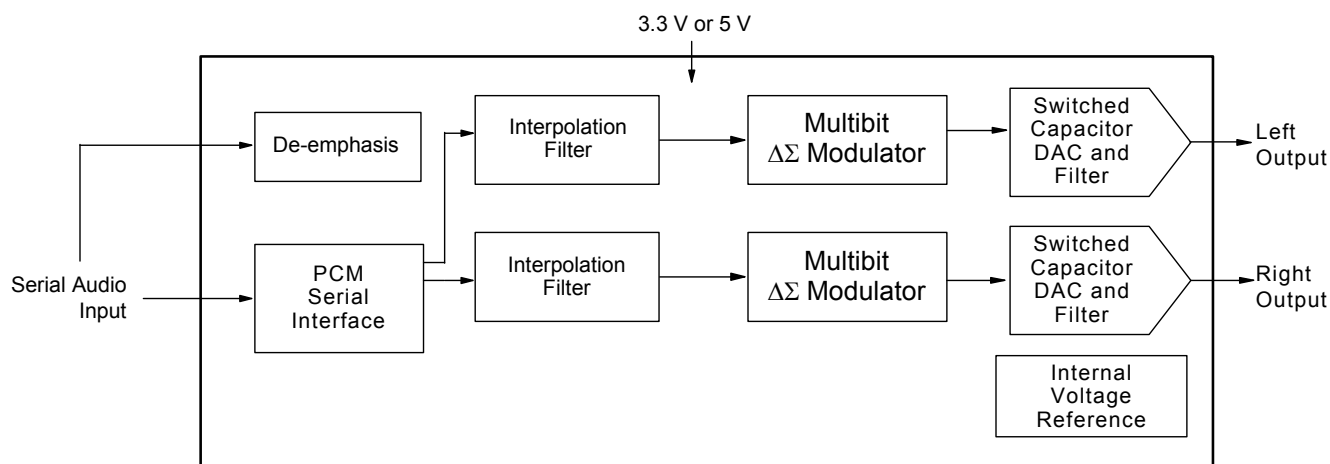 3.3 V or 5 V
De-emphasis
Interpolation
Filter
Multibit
ΔΣ Modulator
Switched
Capacitor
DAC and
Filter
Left
Output
Serial Audio
Input
PCM
Serial
Interface
Interpolation
Filter
Multibit
ΔΣ Modulator
Switched
Capacitor
DAC and
Filter
Right
Output
Internal
Voltage
Reference